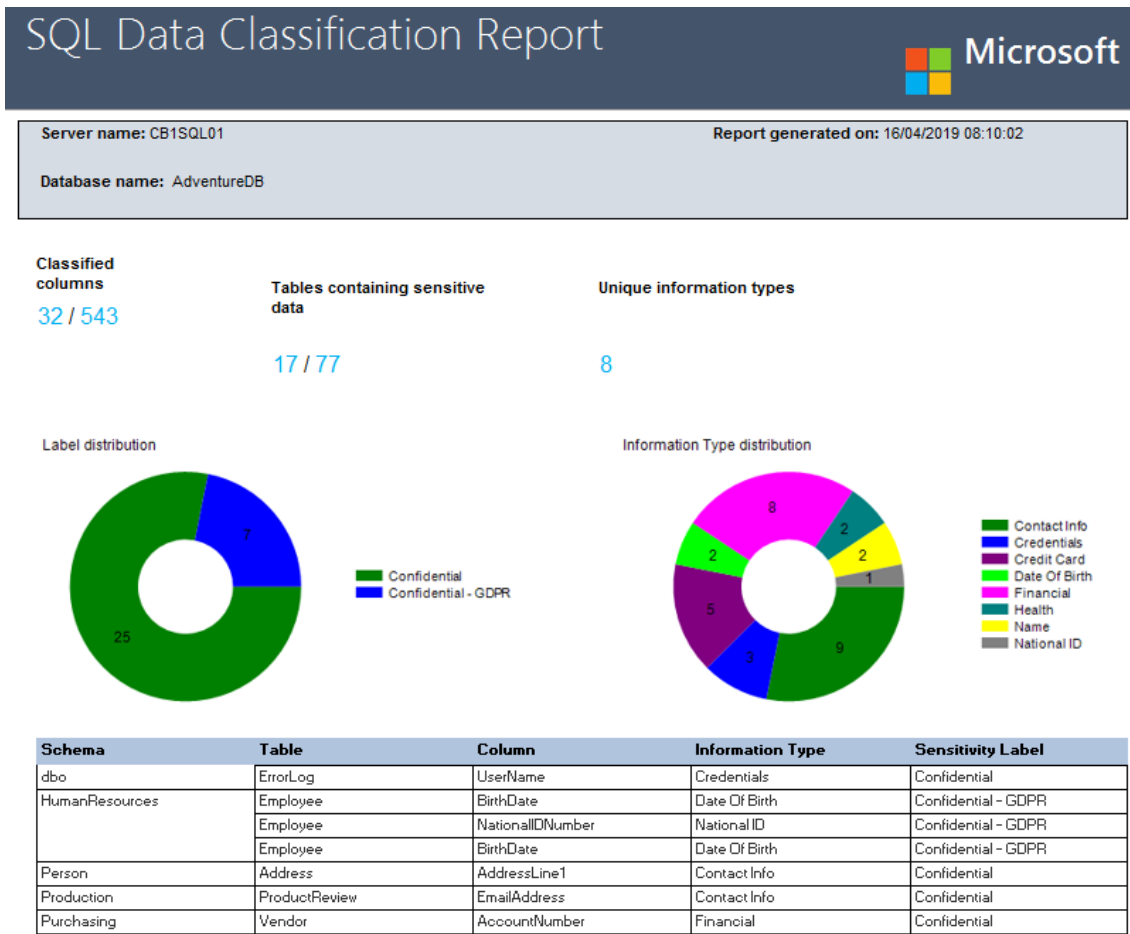 SQL Data Classification Report
Microsoft
Server name: CB1SQL01 Report generated on: 16/04/2019 08:10:02
Database name: AdventureDB
Classified
columns
32 / 543
Tables containing sensitive
data
17 / 77
Unique information types
8
Label distribution
7
25
Confidential
Confidential - GDPR
Information Type distribution
8
2
2
2
1
5
3
9
Contact Info
Credentials
Credit Card
Date Of Birth
Financial
Health
Name
National ID
Schema Table Column Information Type Sensitivity Label
dbo ErrorLog UserName Credentials Confidential
HumanResources Employee BirthDate Date Of Birth Confidential - GDPR
Employee NationalIDNumber National ID Confidential - GDPR
Employee BirthDate Date Of Birth Confidential - GDPR
Person Address AddressLine1 Contact Info Confidential
Production ProductReview EmailAddress Contact Info Confidential
Purchasing Vendor AccountNumber Financial Confidential